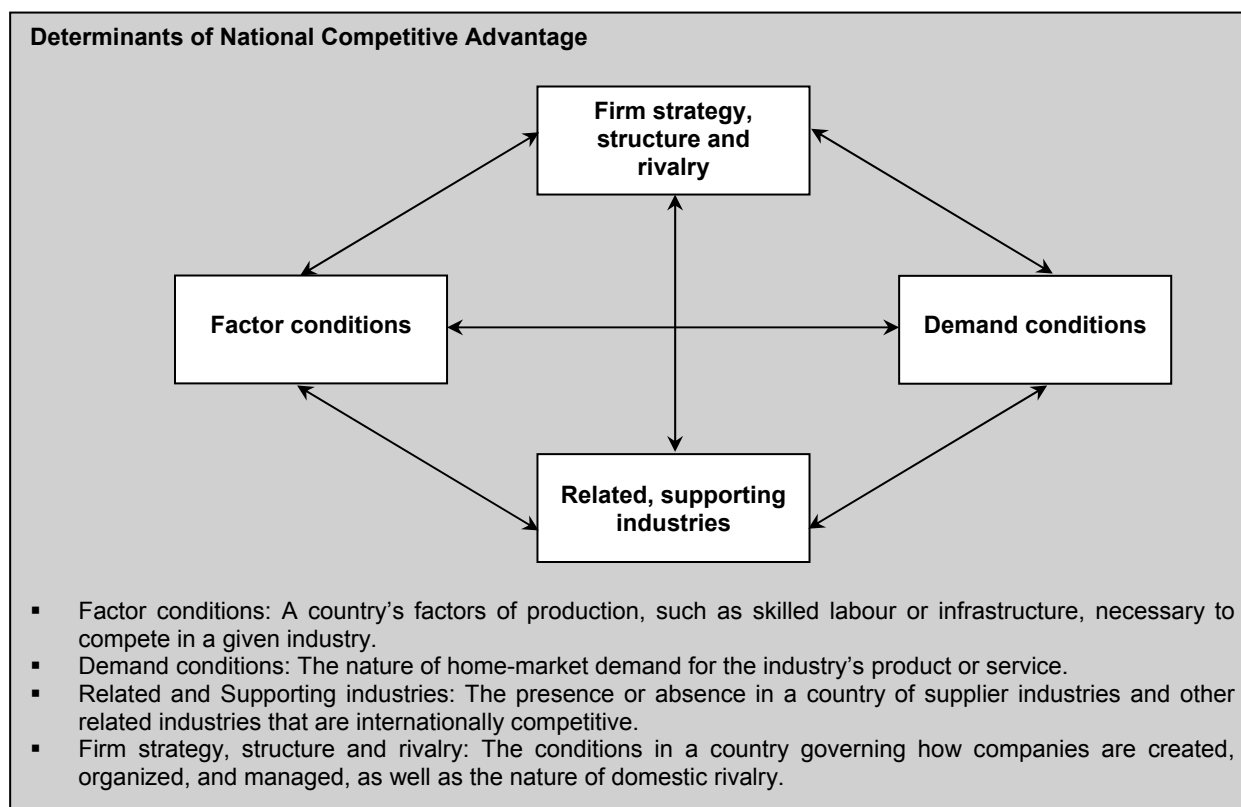 Determinants of National Competitive Advantage
Firm strategy,
structure and
rivalry
Factor conditions
Demand conditions
Related, supporting
industries
▪ Factor conditions: A country’s factors of production, such as skilled labour or infrastructure, necessary to
compete in a given industry.
▪ Demand conditions: The nature of home-market demand for the industry’s product or service.
▪ Related and Supporting industries: The presence or absence in a country of supplier industries and other
related industries that are internationally competitive.
▪ Firm strategy, structure and rivalry: The conditions in a country governing how companies are created,
organized, and managed, as well as the nature of domestic rivalry.